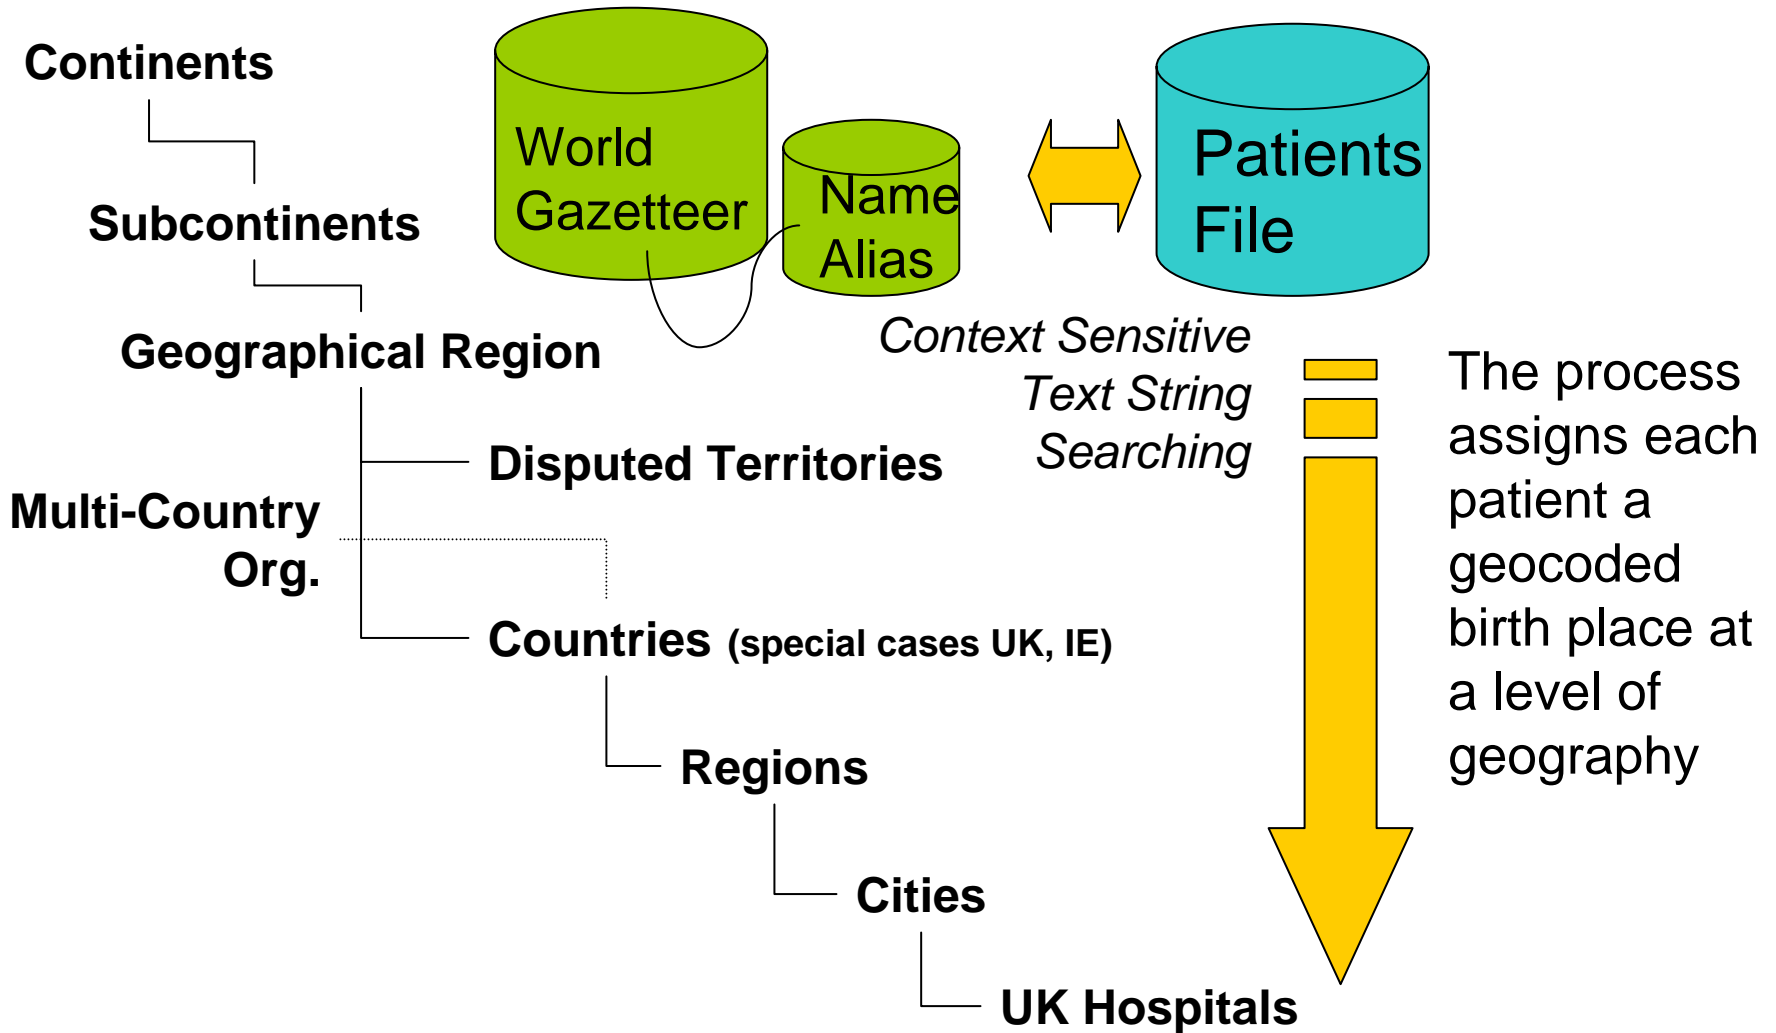 Continents
Subcontinents
Geographical Region
Disputed Territories
Multi-Country
Org.
Countries (special cases UK, IE)
Regions
Cities
UK Hospitals
World
Gazetteer
Name
Alias
Patients
File
Context Sensitive
Text String
Searching
The process
assigns each
patient a
geocoded
birth place at
a level of
geography